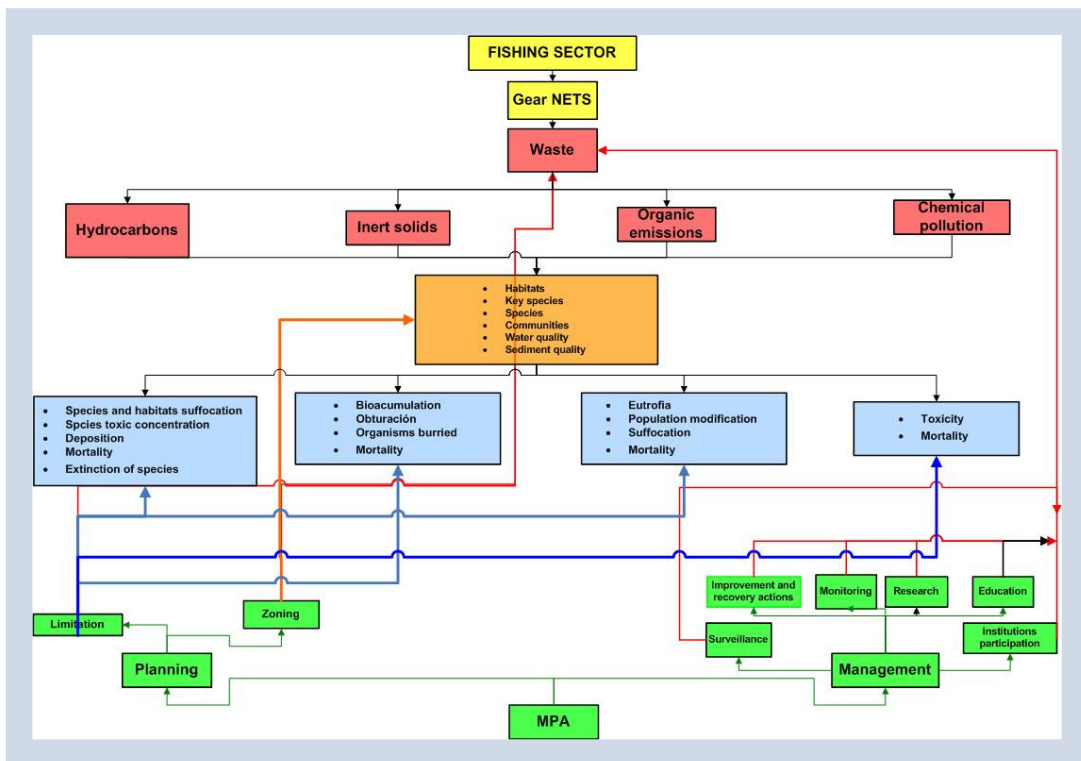 FISHING SECTOR
Gear NETS
Waste
Hydrocarbons
Inert solids
Organic
emissions
Chemical
pollution
• Habitats
• Key species
• Species
• Communities
• Water quality
• Sediment quality
• Species and habitats suffocation
• Spcies toxic concentration
• Deposition
• Mortality
• Extinction of species
• Bioacumulation
• Obturación
• Organisms burried
• Mortality
• Eutrofia
• Population modification
• Suffocation
• Mortality
• Toxicity
• Mortality
Improvement and
recovery actions
Monitoring
Research
Education
Limitation
Zoning
Surveillance
Institutions
participation
Planning
Management
MPA